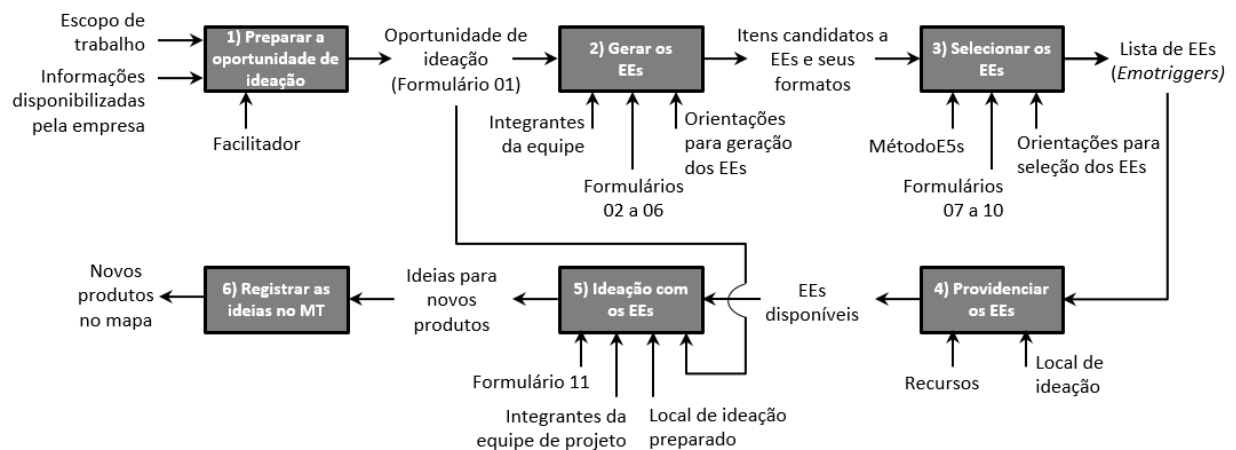 Escopo de
trabalho
Informações
disponibilizadas
pela empresa
1) Preparar a
oportunidade de
ideação
Facilitador
Oportunidade de
ideação
(Formulário 01)
2) Gerar os
EEs
Integrantes
da equipe
Formulários
02 a 06
Orientações
para geração
dos EEs
Itens candidatos a
EEs e seus
formatos
3) Selecionar os
EEs
MétodoE5s
Formulários
07 a 10
Orientações para
seleção dos EEs
Lista de EEs
(Emotriggers)
4) Providenciar
os EEs
Recursos
Local de
ideação
EEs
disponíveis
5) Ideação com
os EEs
Formulário 11
Integrantes da
equipe de projeto
Local de ideação
preparado
Ideias para
novos
produtos
6) Registrar as
ideias no MT
Novos
produtos
no mapa